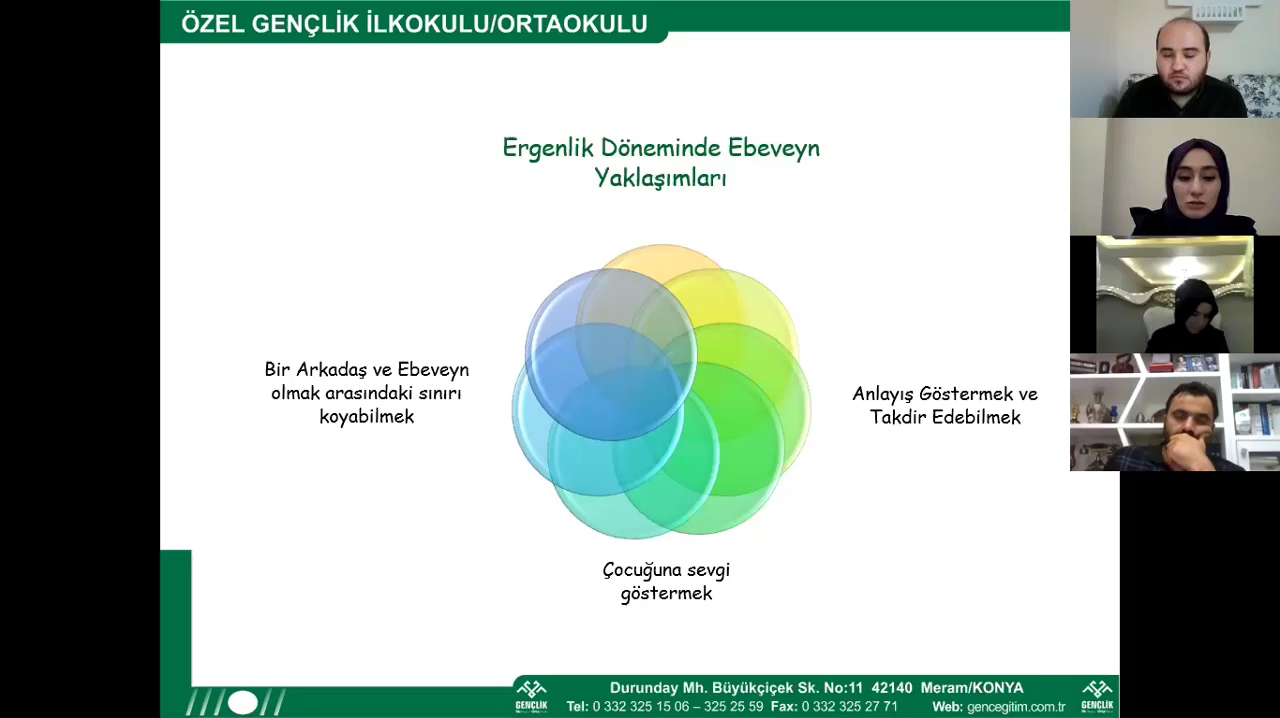 ÖZEL GENÇLİK İLKOKULU/ORTAOKULU
Ergenlik Döneminde Ebeveyn
Yaklaşımları
Bir Arkadaş ve Ebeveyn
olmak arasındaki sınırı
koyabilmek
Anlayış Göstermek ve
Takdir Edebilmek
Çocuğuna sevgi
göstermek
GENÇLİK
Durunday Mh. Büyükçiçek Sk. No:11 42140 Meram/KONYA
Tel: 0 332 325 15 06 – 325 25 59 Fax: 0 332 325 27 71 Web: gencegitim.com.tr
GENÇLİK